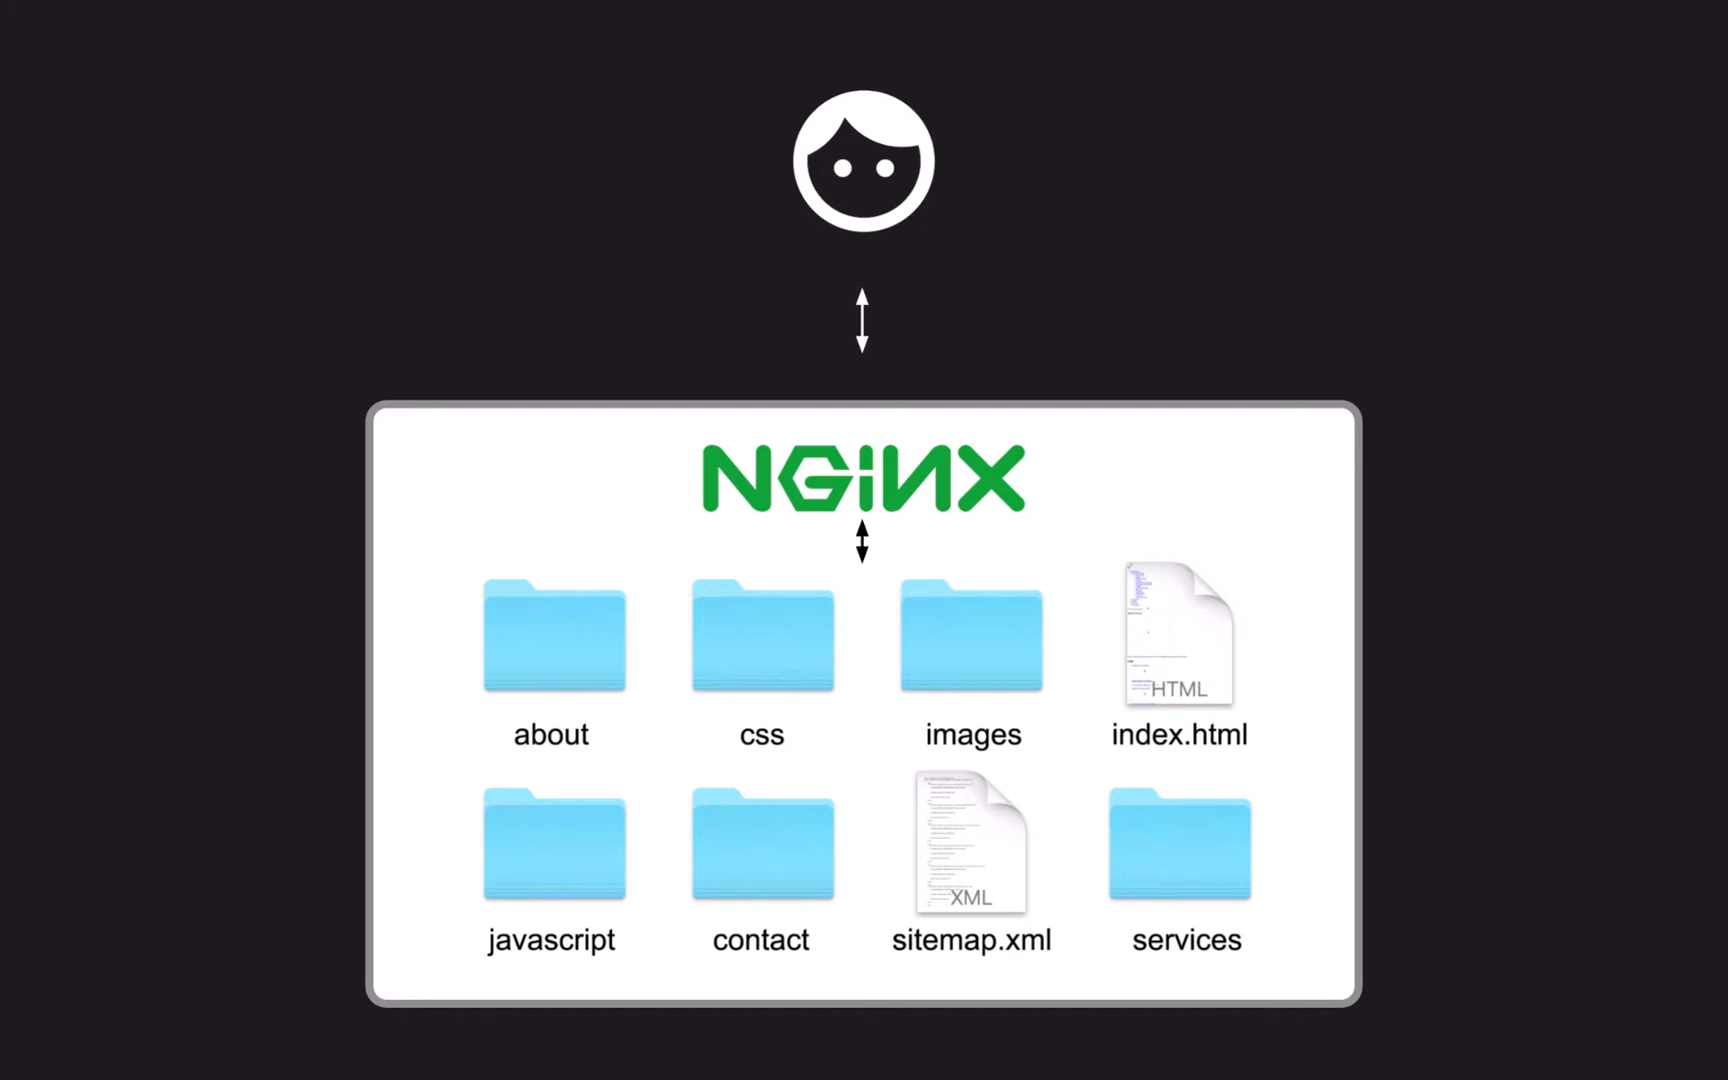 NGINX
HTML
about
css
images
index.html
XML
javascript
contact
sitemap.xml
services